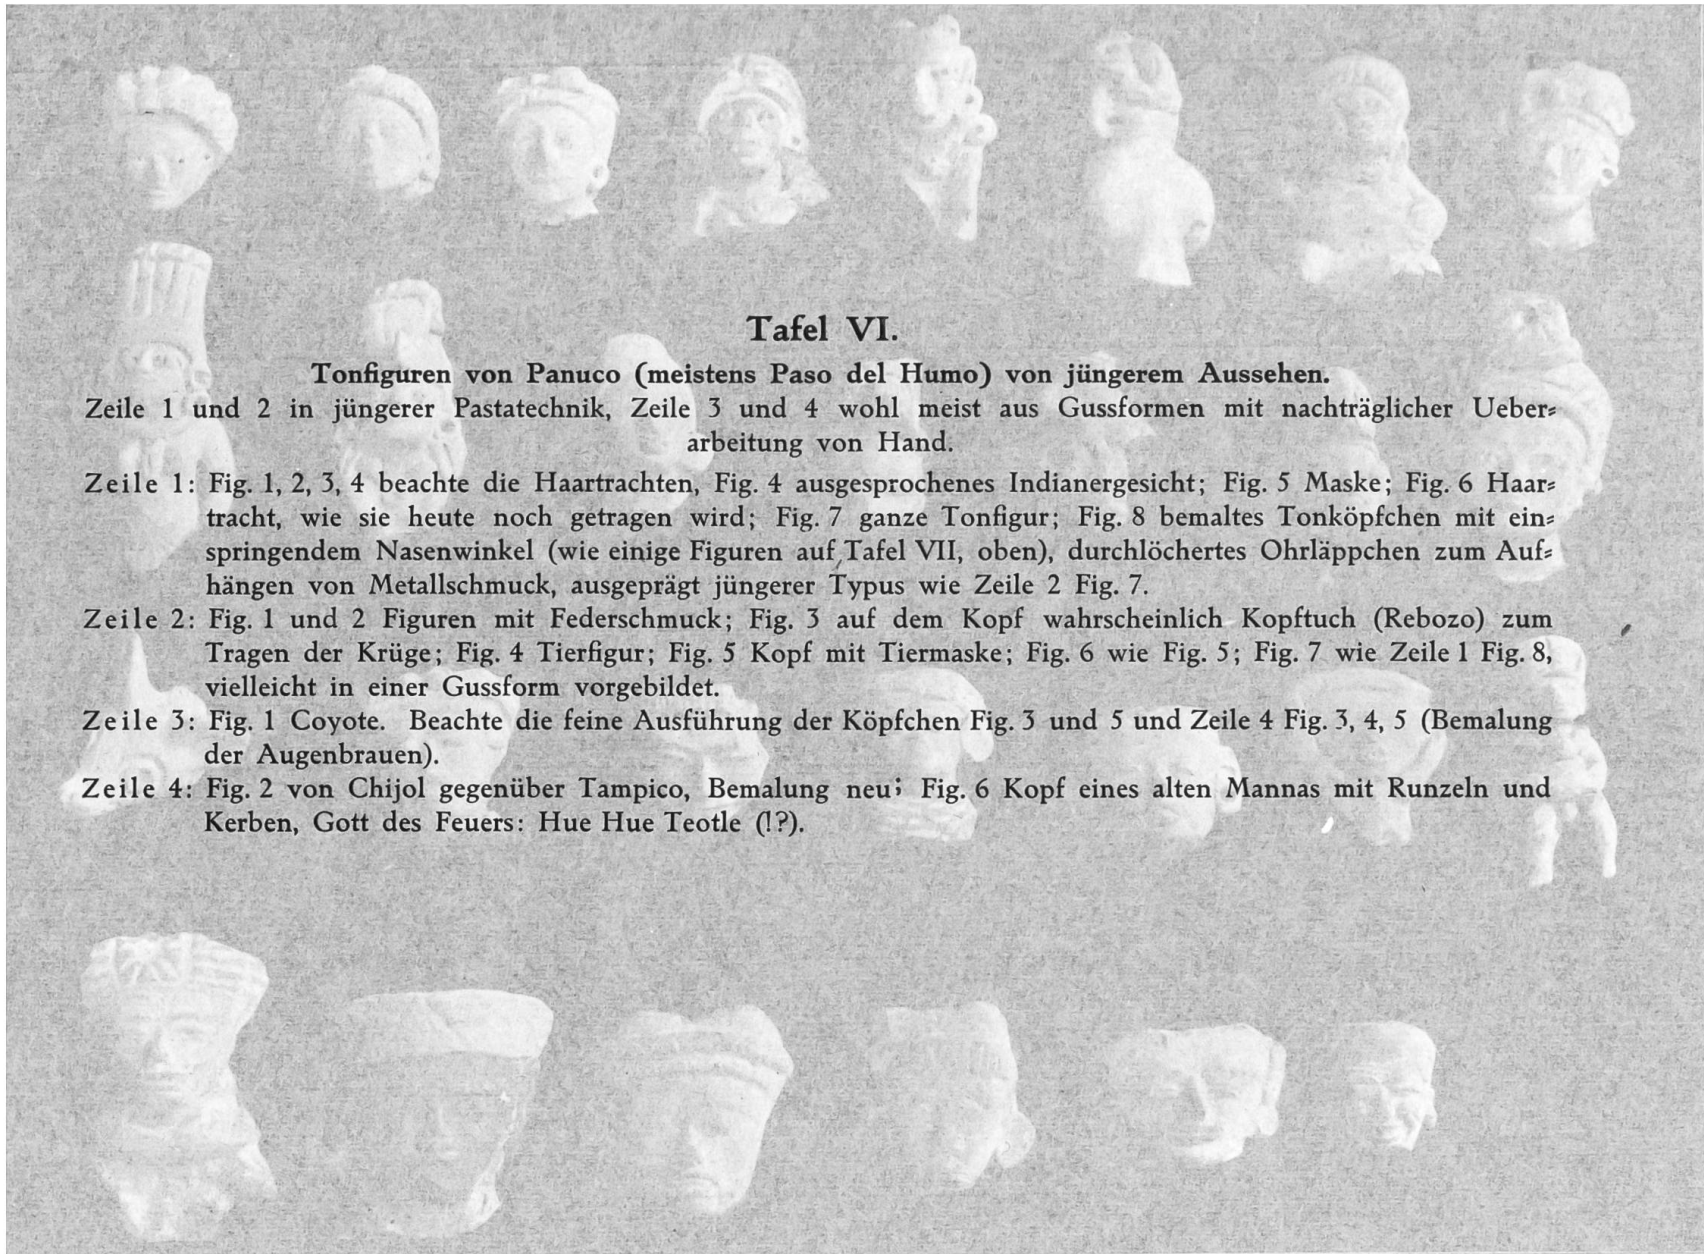 Tafel VI.
Tonfiguren von Panuco (meistens Paso del Humo) von jüngerem Aussehen.
Zeile 1 und 2 in jüngerer Pastatechnik, Zeile 3 und 4 wohl meist aus Gussformen mit nachträglicher Ueber⸗
arbeitung von Hand.
Zeile 1: Fig. 1, 2, 3, 4 beachte die Haartrachten, Fig. 4 ausgesprochenes Indianergesicht; Fig. 5 Maske; Fig. 6 Haar⸗
tracht, wie sie heute noch getragen wird; Fig. 7 ganze Tonfigur; Fig. 8 bemaltes Tonköpfchen mit ein⸗
springendem Nasenwinkel (wie einige Figuren auf Tafel VII, oben), durchlöchertes Ohrläppchen zum Auf⸗
hängen von Metallschmuck, ausgeprägt jüngerer Typus wie Zeile 2 Fig. 7.
Zeile 2: Fig. 1 und 2 Figuren mit Federschmuck; Fig. 3 auf dem Kopf wahrscheinlich Kopftuch (Rebozo) zum
Tragen der Krüge; Fig. 4 Tierfigur; Fig. 5 Kopf mit Tiermaske; Fig. 6 wie Fig. 5; Fig. 7 wie Zeile 1 Fig. 8,
vielleicht in einer Gussform vorgebildet.
Zeile 3: Fig. 1 Coyote. Beachte die feine Ausführung der Köpfchen Fig. 3 und 5 und Zeile 4 Fig. 3, 4, 5 (Bemalung
der Augenbrauen).
Zeile 4: Fig. 2 von Chijol gegenüber Tampico, Bemalung neu; Fig. 6 Kopf eines alten Mannas mit Runzeln und
Kerben, Gott des Feuers: Hue Hue Teotle (!?).